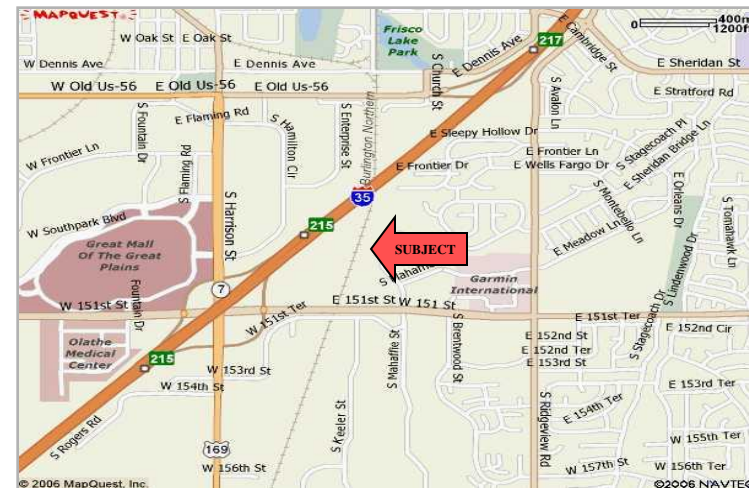 MAPQUEST
0 400m
1200ft
W Oak St E Oak St
Frisco
Lake
Park
E Cambridge St
217
W Dennis Ave
E Dennis Ave
E Dennis Ave
E Sheridan St
W Old Us-56 E Old Us-56 E Old Us-56
S Church St
S Avalon Ln
E Stratford Rd
S Fountain Dr
E Flaming Rd
S Hamilton Cir
S Enterprise St
Burlington Northern
E Sleepy Hollow Dr
S Stagecoach Pl
E Sheridan Bridge Ln
W Frontier Ln
S Flaming Rd
E Frontier Dr
E Frontier Ln
E Wells Fargo Dr
E Orleans Dr
S Tomahawk Ln
35
S Harrison St
S Montebello Ln
W Southpark Blvd
215
E Meadow Ln
Great Mall
Of The Great
Plains
SUBJECT
S Mahaffie
Garmin
International
S Lindenwood Dr
7
W 151st St
Fountain Dr
W 151st Ter
E 151st St W 151 St
E 151st Ter
Olathe
Medical
Center
215
S Mahaffie St
S Brentwood St
E 152nd St
E 152nd Ter
E 153rd St
S Stagecoach Dr
E 152nd Cir
W 153rd St
W 154th St
E 153rd Ter
S Rogers Rd
S Keeler St
S Ridgeview Rd
E 154th Ter
W 155th Ter
169
W 156th St
W 157th St
W 156th Ter
© 2006 MapQuest, Inc.
©2006 NAVTEQ